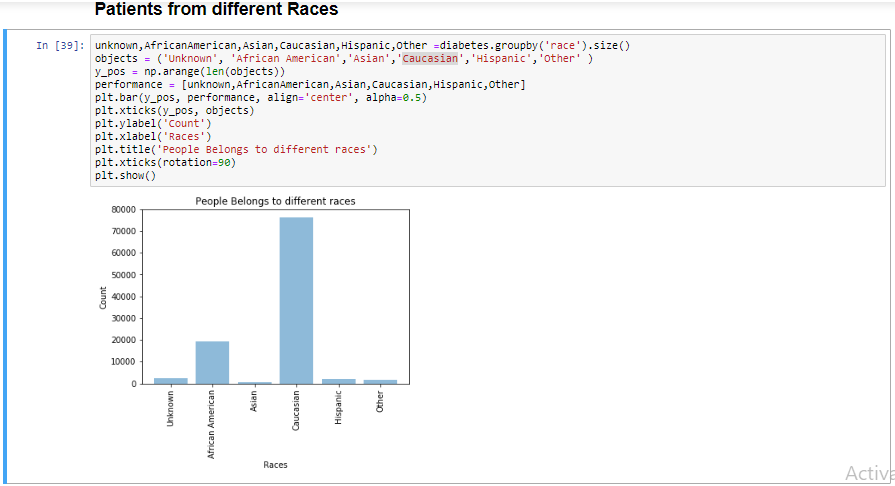 Patients from different Races
In [39]: unknown,AfricanAmerican,Asian,Caucasian,Hispanic,Other =diabetes.groupby('race').size()
objects = ('Unknown', 'African American','Asian','Caucasian','Hispanic','Other' )
y_pos = np.arange(len(objects))
performance = [unknown,AfricanAmerican,Asian,Caucasian,Hispanic,Other]
plt.bar(y_pos, performance, align='center', alpha=0.5)
plt.xticks(y_pos, objects)
plt.ylabel('Count')
plt.xlabel('Races')
plt.title('People Belongs to different races')
plt.xticks(rotation=90)
plt.show()
People Belongs to different races
80000
70000
60000
50000
40000
30000
20000
10000
0
Count
Unknown
African American
Asian
Caucasian
Hispanic
Other
Races
Activa